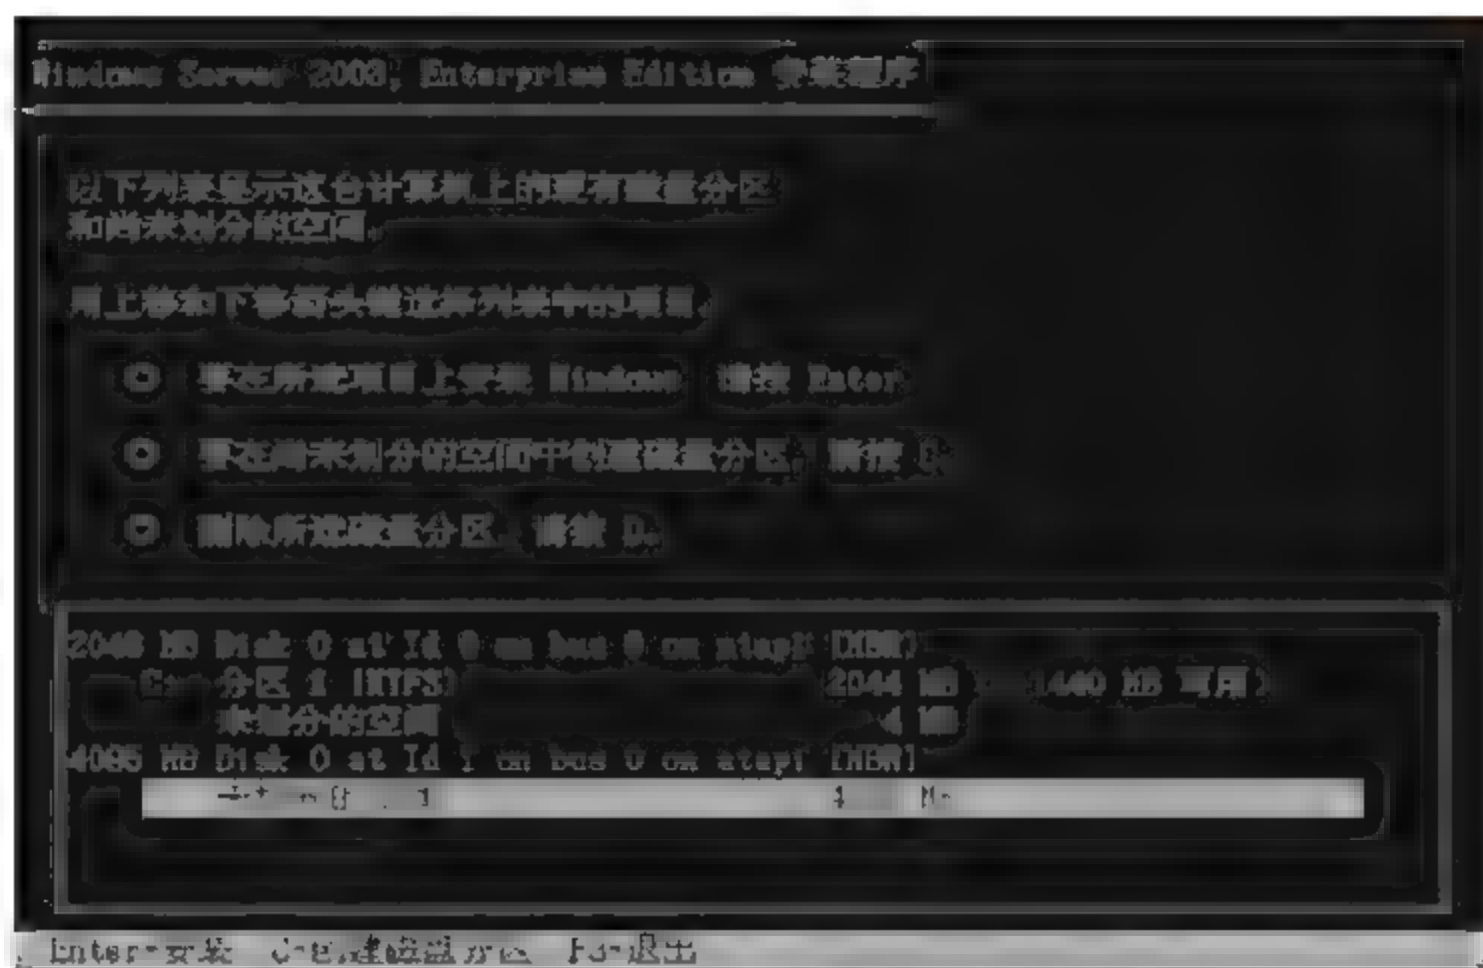 Windows Server 2003, Enterprise Edition 安装程序
以下列表显示这台计算机上的现有磁盘分区
和尚未划分的空间。
用上移和下移箭头键选择列表中的项目。
要在所选项目上安装 Windows, 请按 Enter。
要在尚未划分的空间中创建磁盘分区, 请按 C。
删除所选磁盘分区, 请按 D。
2048 MB Disk 0 at Id 0 on bus 0 on atapi [MBR]
C: 分区 1 [NTFS] 2044 MB ( 1440 MB 可用)
未划分的空间 4 MB
4095 MB Disk 0 at Id 1 on bus 0 on atapi [MBR]
Enter=安装 C=创建磁盘分区 F3=退出